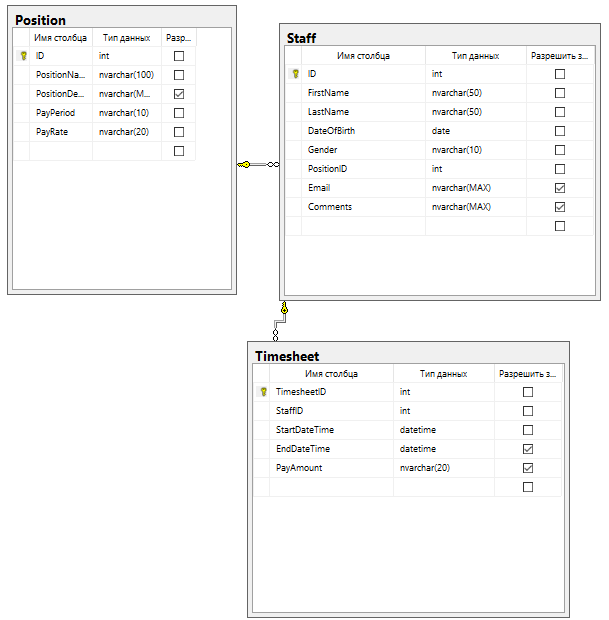 Position
Имя столбца Тип данных Разр...
ID int
PositionNa... nvarchar(100)
PositionDe... nvarchar(M...
PayPeriod nvarchar(10)
PayRate nvarchar(20)
Staff
Имя столбца Тип данных Разрешить з...
ID int
FirstName nvarchar(50)
LastName nvarchar(50)
DateOfBirth date
Gender nvarchar(10)
PositionID int
Email nvarchar(MAX)
Comments nvarchar(MAX)
Timesheet
Имя столбца Тип данных Разрешить з...
TimesheetID int
StaffID int
StartDateTime datetime
EndDateTime datetime
PayAmount nvarchar(20)